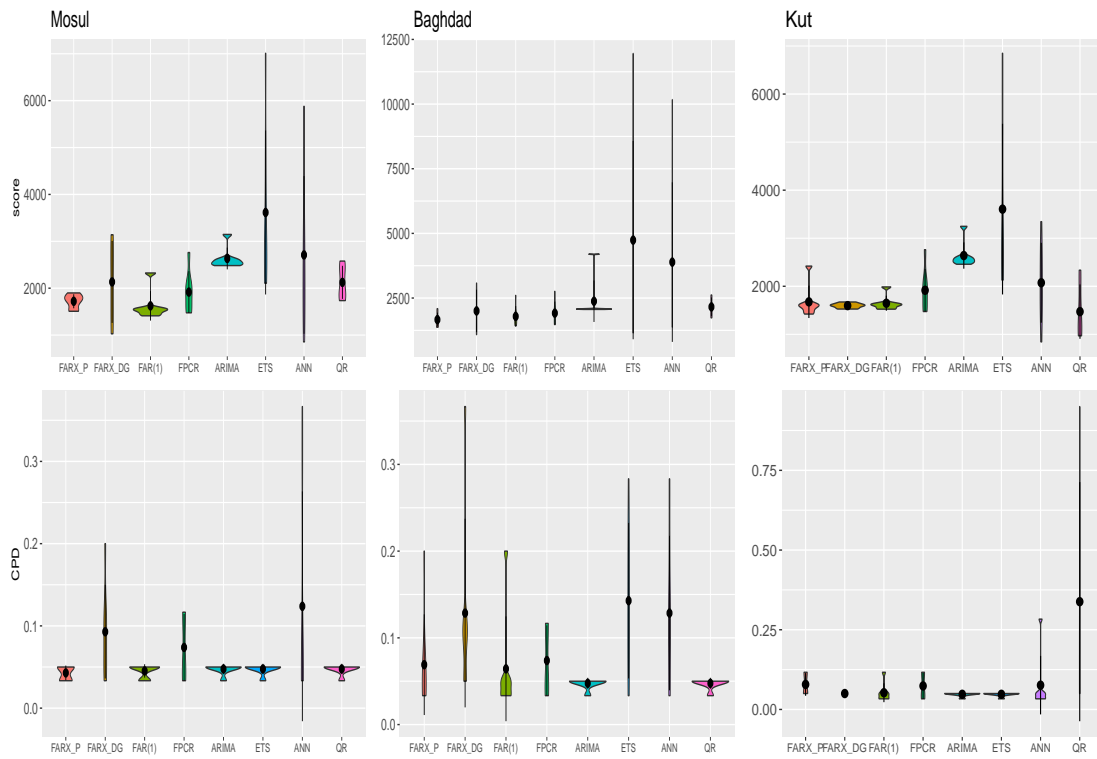 Mosul
Baghdad
Kut
score
6000
4000
2000
FARX_P FARX_DG FAR(1) FPCR ARIMA ETS ANN QR
12500
10000
7500
5000
2500
FARX_P FARX_DG FAR(1) FPCR ARIMA ETS ANN QR
6000
4000
2000
FARX_P FARX_DG FAR(1) FPCR ARIMA ETS ANN QR
CPD
0.3
0.2
0.1
0.0
FARX_P FARX_DG FAR(1) FPCR ARIMA ETS ANN QR
0.3
0.2
0.1
0.0
FARX_P FARX_DG FAR(1) FPCR ARIMA ETS ANN QR
0.75
0.50
0.25
0.00
FARX_P FARX_DG FAR(1) FPCR ARIMA ETS ANN QR